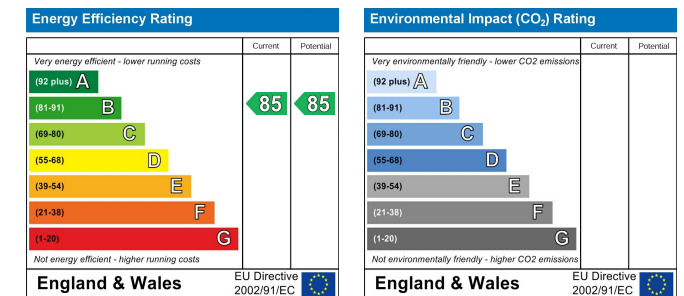 Energy Efficiency Rating
Current Potential
Very energy efficient - lower running costs
(92 plus) A
(81-91) B 85 85
(69-80) C
(55-68) D
(39-54) E
(21-38) F
(1-20) G
Not energy efficient - higher running costs
England & Wales
EU Directive
2002/91/EC
Environmental Impact (CO2) Rating
Current Potential
Very environmentally friendly - lower CO2 emissions
(92 plus) A
(81-91) B
(69-80) C
(55-68) D
(39-54) E
(21-38) F
(1-20) G
Not environmentally friendly - higher CO2 emissions
England & Wales
EU Directive
2002/91/EC